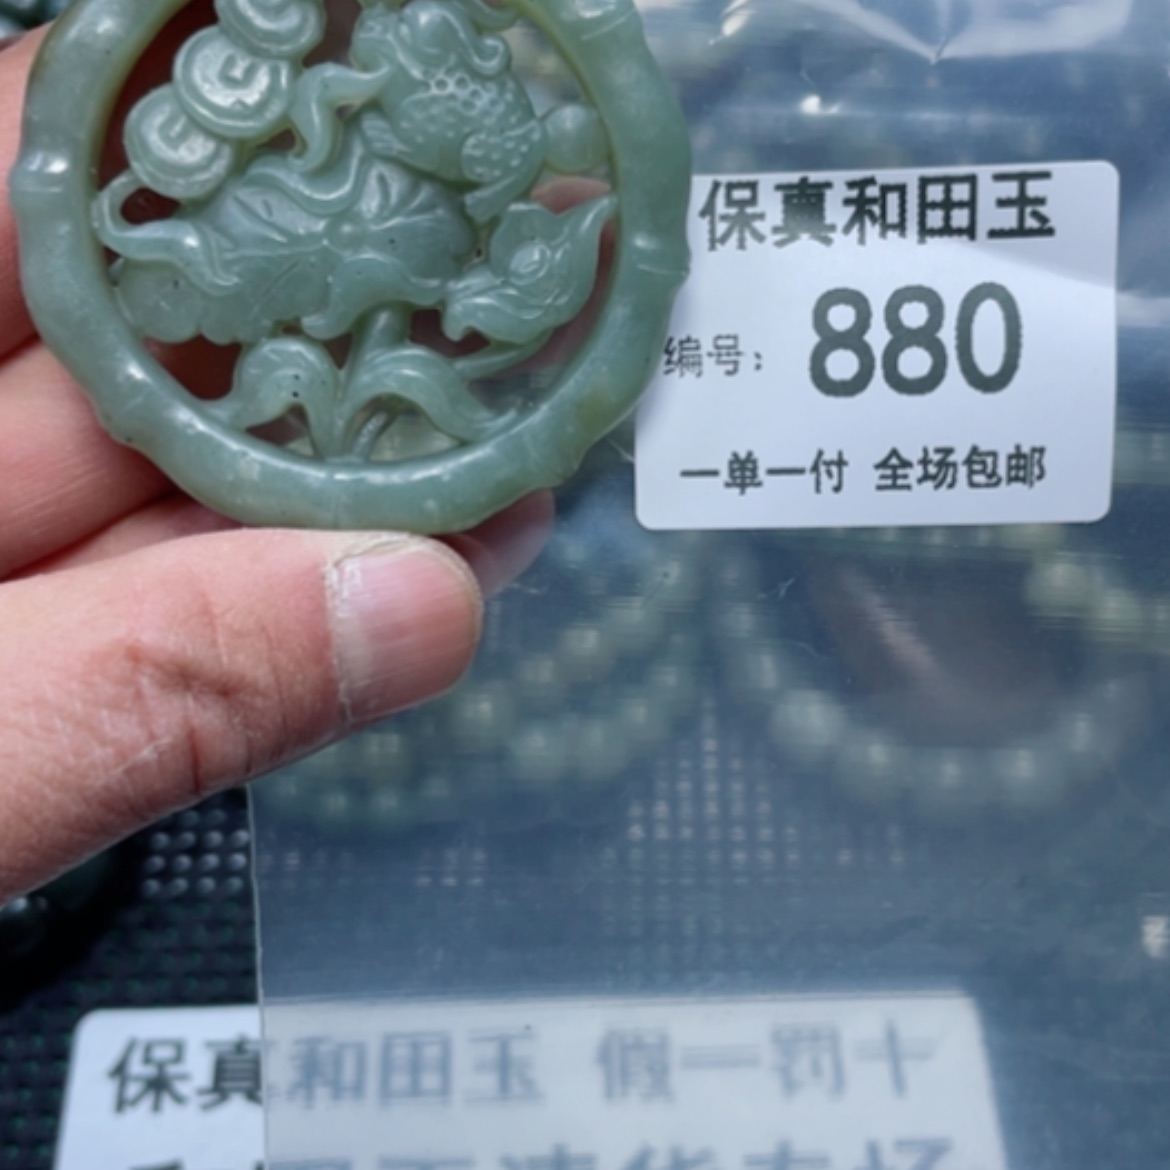 保真和田玉
编号：880
一单一付 全场包邮
保真和田玉 假一罚十